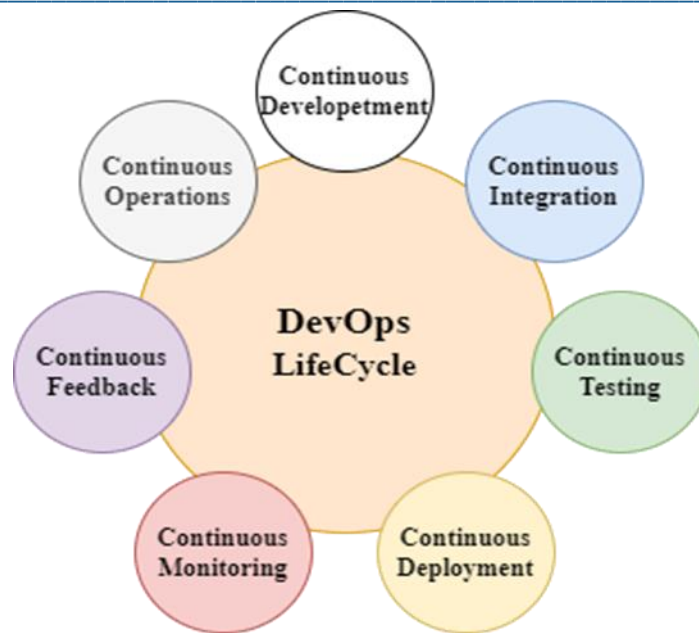 Continuous
Developetment
Continuous
Operations
Continuous
Integration
DevOps
LifeCycle
Continuous
Feedback
Continuous
Testing
Continuous
Monitoring
Continuous
Deployment